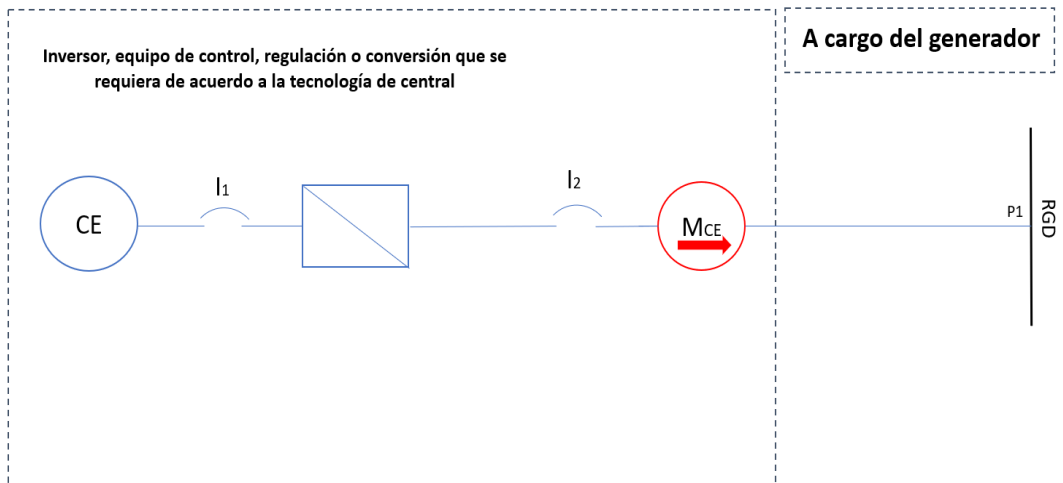 Inversor, equipo de control, regulación o conversión que se
requiera de acuerdo a la tecnología de central
A cargo del generador
CE
I1
I2
MCE
P1
RGD